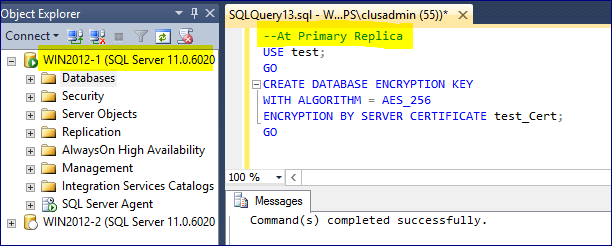 Object Explorer
Connect
WIN2012-1 (SQL Server 11.0.6020
Databases
Security
Server Objects
Replication
AlwaysOn High Availability
Management
Integration Services Catalogs
SQL Server Agent
WIN2012-2 (SQL Server 11.0.6020
SQLQuery13.sql - W...PS\clusadmin (55))*
--At Primary Replica
USE test;
GO
CREATE DATABASE ENCRYPTION KEY
WITH ALGORITHM = AES_256
ENCRYPTION BY SERVER CERTIFICATE test_Cert;
GO
100 %
Messages
Command(s) completed successfully.